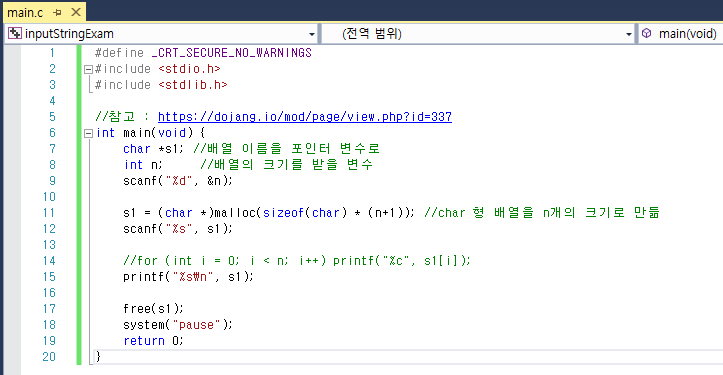 main.c
inputStringExam (전역 범위) main(void)
1 #define _CRT_SECURE_NO_WARNINGS
2 #include <stdio.h>
3 #include <stdlib.h>
4
5 //참고 : https://dojang.io/mod/page/view.php?id=337
6 int main(void) {
7 char *s1; //배열 이름을 포인터 변수로
8 int n; //배열의 크기를 받을 변수
9 scanf("%d", &n);
10
11 s1 = (char *)malloc(sizeof(char) * (n+1)); //char 형 배열을 n개의 크기로 만듦
12 scanf("%s", s1);
13
14 //for (int i = 0; i < n; i++) printf("%c", s1[i]);
15 printf("%s₩n", s1);
16
17 free(s1);
18 system("pause");
19 return 0;
20 }